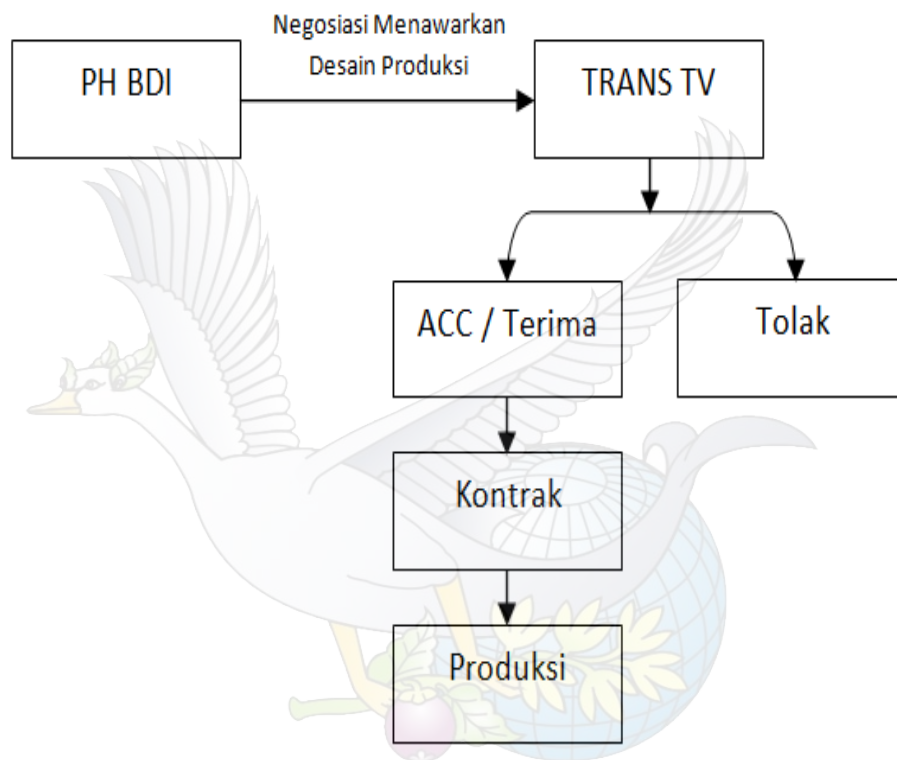 Negosiasi Menawarkan
Desain Produksi
PH BDI
TRANS TV
ACC / Terima
Tolak
Kontrak
Produksi